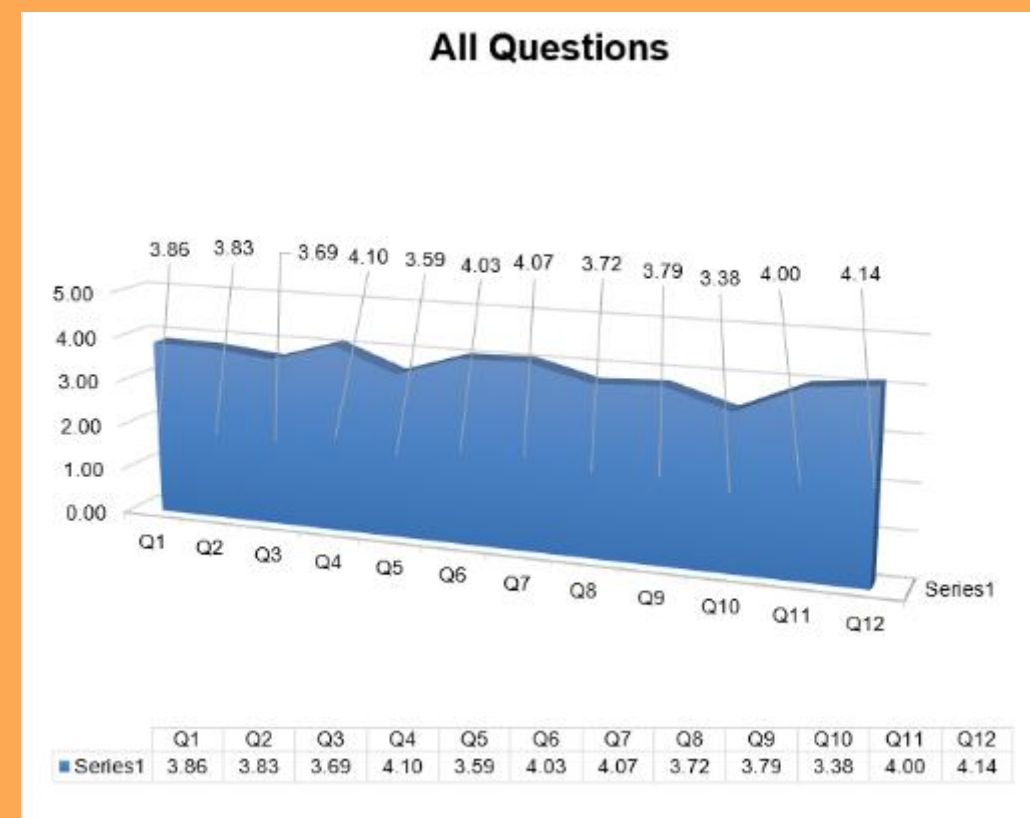 All Questions
3.86 3.83 3.69 4.10 3.59 4.03 4.07 3.72 3.79 3.38 4.00 4.14
5.00
4.00
3.00
2.00
1.00
0.00
Q1 Q2 Q3 Q4 Q5 Q6 Q7 Q8 Q9 Q10 Q11 Q12
Series1
Q1 Q2 Q3 Q4 Q5 Q6 Q7 Q8 Q9 Q10 Q11 Q12
Series1 3.86 3.83 3.69 4.10 3.59 4.03 4.07 3.72 3.79 3.38 4.00 4.14